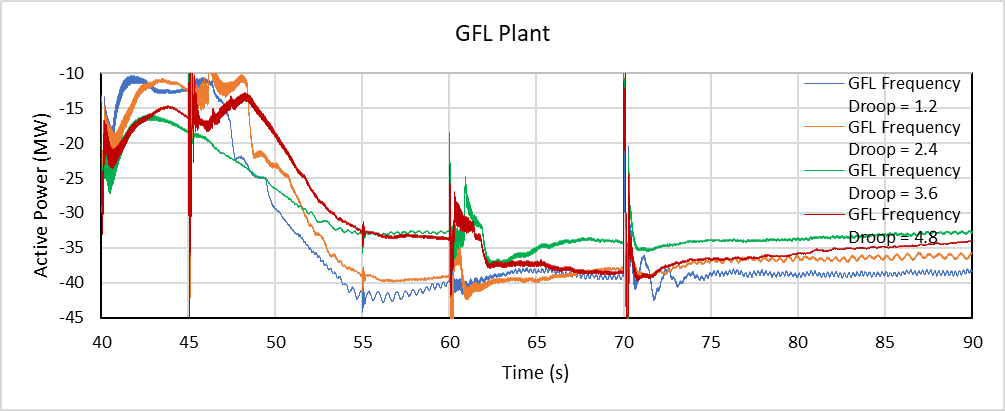 GFL Plant
Active Power (MW)
-10
-15
-20
-25
-30
-35
-40
-45
40
45
50
55
60
65
70
75
80
85
90
Time (s)
GFL Frequency
Droop = 1.2
GFL Frequency
Droop = 2.4
GFL Frequency
Droop = 3.6
GFL Frequency
Droop = 4.8